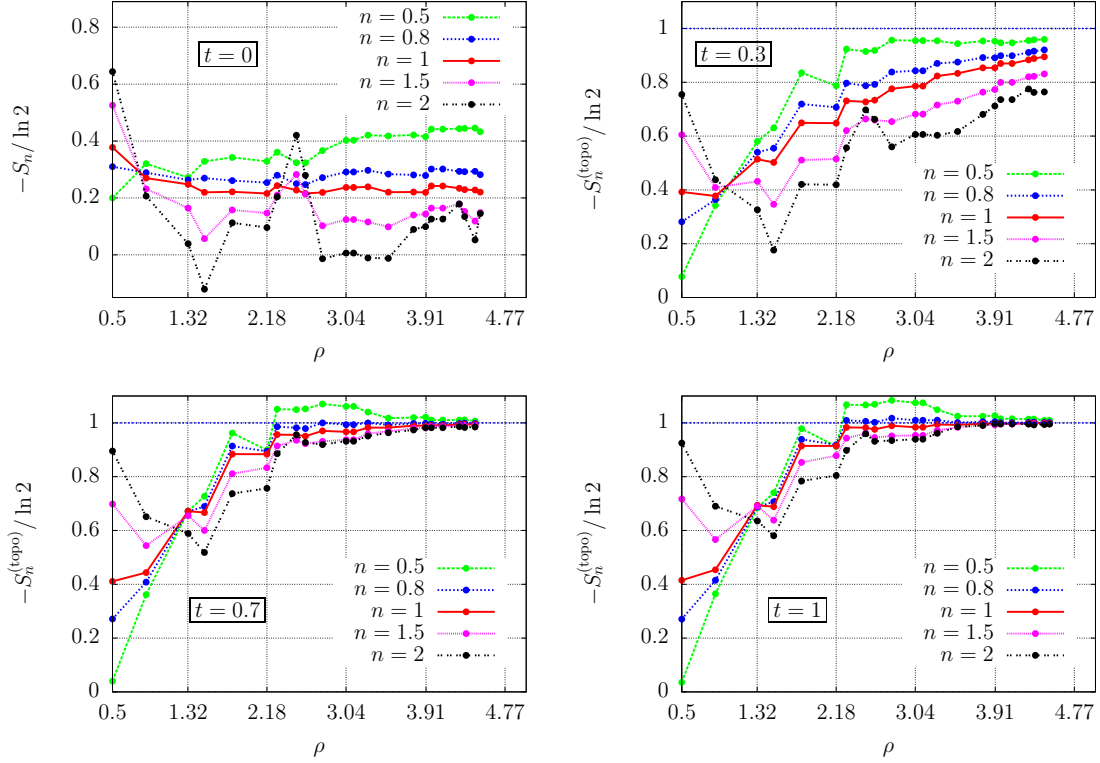 0.8
0.6
0.4
0.2
0
−S_n/ ln 2
t = 0
n = 0.5
n = 0.8
n = 1
n = 1.5
n = 2
0.5 1.32 2.18 3.04 3.91 4.77
ρ
1
0.8
0.6
0.4
0.2
0
−S_n^(topo)/ ln 2
t = 0.3
n = 0.5
n = 0.8
n = 1
n = 1.5
n = 2
0.5 1.32 2.18 3.04 3.91 4.77
ρ
1
0.8
0.6
0.4
0.2
0
−S_n^(topo)/ ln 2
t = 0.7
n = 0.5
n = 0.8
n = 1
n = 1.5
n = 2
0.5 1.32 2.18 3.04 3.91 4.77
ρ
1
0.8
0.6
0.4
0.2
0
−S_n^(topo)/ ln 2
t = 1
n = 0.5
n = 0.8
n = 1
n = 1.5
n = 2
0.5 1.32 2.18 3.04 3.91 4.77
ρ